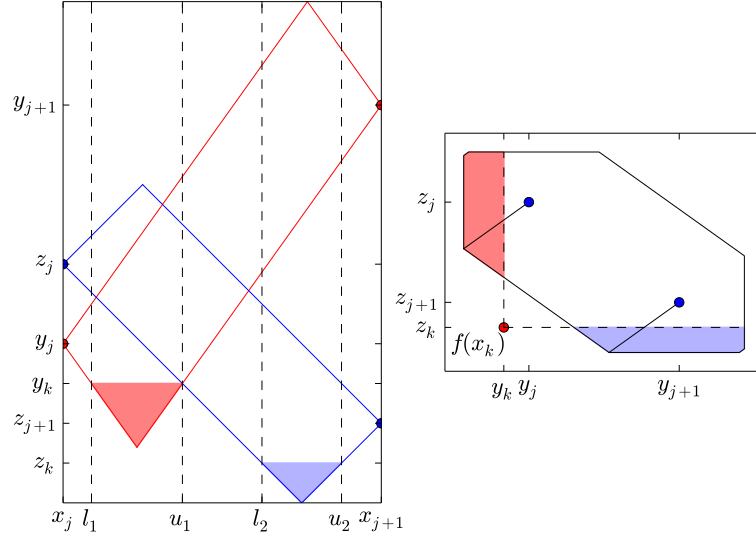 y_{j+1}
z_j
y_j
y_k
z_{j+1}
z_k
x_j l_1 u_1 l_2 u_2 x_{j+1}
z_j
z_{j+1}
z_k
f(x_k)
y_k y_j y_{j+1}